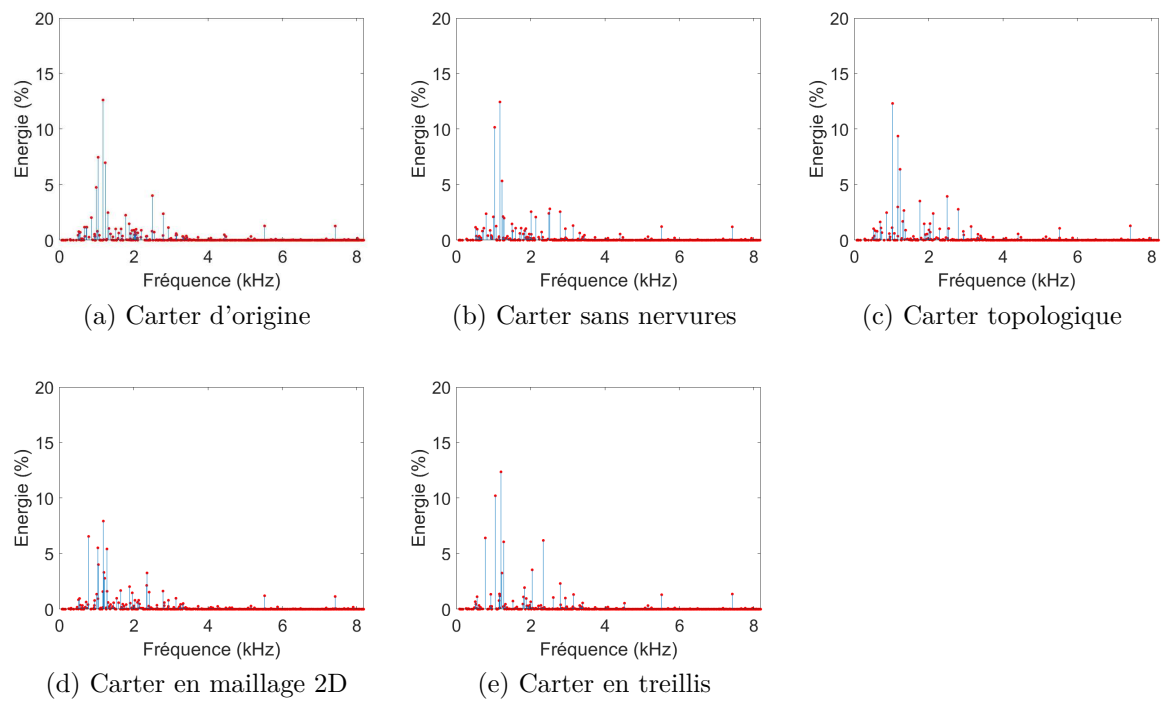 20
15
10
5
0
Energie (%)
0 2 4 6 8
Fréquence (kHz)
(a) Carter d'origine
20
15
10
5
0
Energie (%)
0 2 4 6 8
Fréquence (kHz)
(b) Carter sans nervures
20
15
10
5
0
Energie (%)
0 2 4 6 8
Fréquence (kHz)
(c) Carter topologique
20
15
10
5
0
Energie (%)
0 2 4 6 8
Fréquence (kHz)
(d) Carter en maillage 2D
20
15
10
5
0
Energie (%)
0 2 4 6 8
Fréquence (kHz)
(e) Carter en treillis